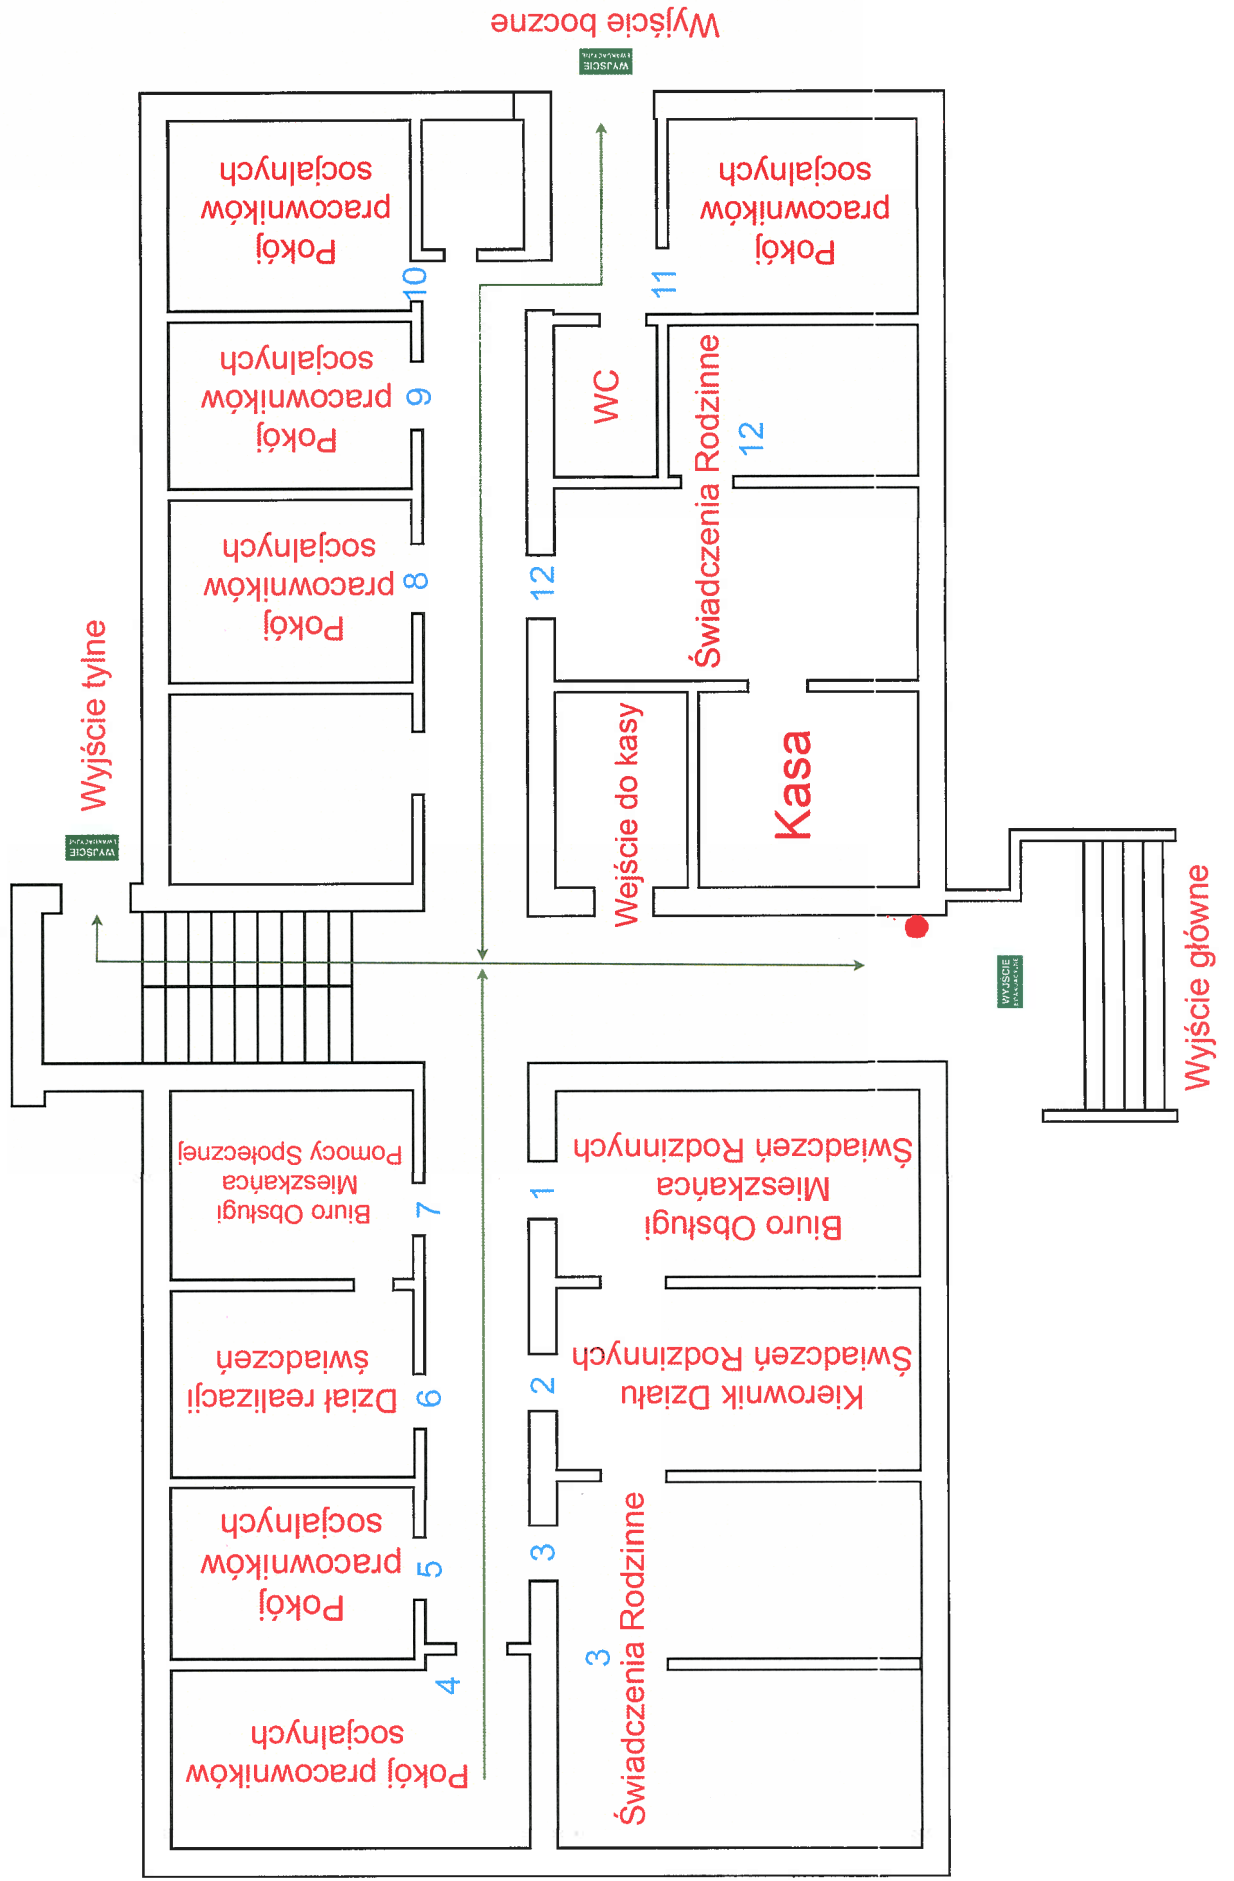 Wyjście boczne
WYJŚCIE
EWAKUACYJNE
Pokój
pracowników
socjalnych
10
Pokój
pracowników
socjalnych
11
Pokój
pracowników
socjalnych
9
WC
Świadczenia Rodzinne
12
Pokój
pracowników
socjalnych
8
12
Wyjście tylne
WYJŚCIE
EWAKUACYJNE
Wejście do kasy
Kasa
WYJŚCIE
EWAKUACYJNE
Wyjście główne
Biuro Obsługi
Mieszkańca
Pomocy Społecznej
7
1
Biuro Obsługi
Mieszkańca
Świadczeń Rodzinnych
Dział realizacji
świadczeń
6
2
Kierownik Działu
Świadczeń Rodzinnych
Pokój
pracowników
socjalnych
5
3
Świadczenia Rodzinne
3
4
Pokój pracowników
socjalnych